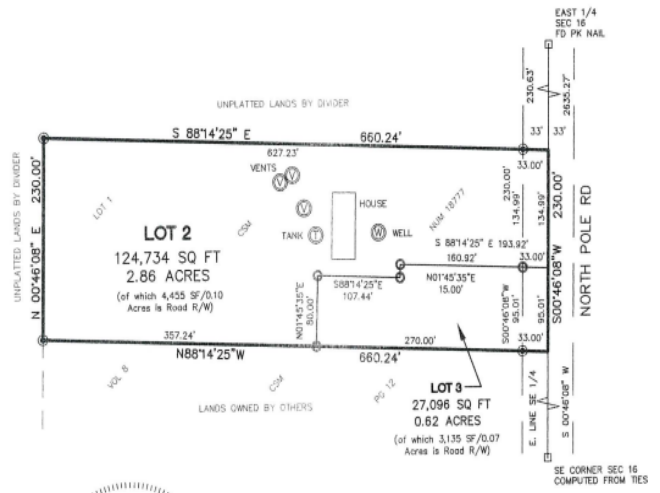 EAST 1/4
SEC 16
FD PK NAIL
230.63'
2635.27'
UNPLATTED LANDS BY DIVIDER
33'
33'
S 88°14'25" E
660.24'
627.23'
33.00'
UNPLATTED LANDS BY DIVIDER
N 00°46'08" E
230.00'
VENTS
V
V
V
LOT 1
CSM
NUM 18777
HOUSE
TANK
T
W
WELL
230.00'
134.99'
134.99'
230.00'
S00°46'08"W
NORTH POLE RD
LOT 2
124,734 SQ FT
2.86 ACRES
(of which 4,455 SF/0.10
Acres is Road R/W)
S 88°14'25" E 193.92'
160.92'
33.00'
S88°14'25"E
107.44'
N01°45'35"E
15.00'
N01°45'35"E
80.00'
S00°46'08"W
95.01'
95.01'
357.24'
N88°14'25"W
660.24'
270.00'
33.00'
VOL 8
CSM
PG 12
LANDS OWNED BY OTHERS
LOT 3
27,096 SQ FT
0.62 ACRES
(of which 3,135 SF/0.07
Acres is Road R/W)
E. LINE SE 1/4
S 00°46'08" W
SE CORNER SEC 16
COMPUTED FROM TIES